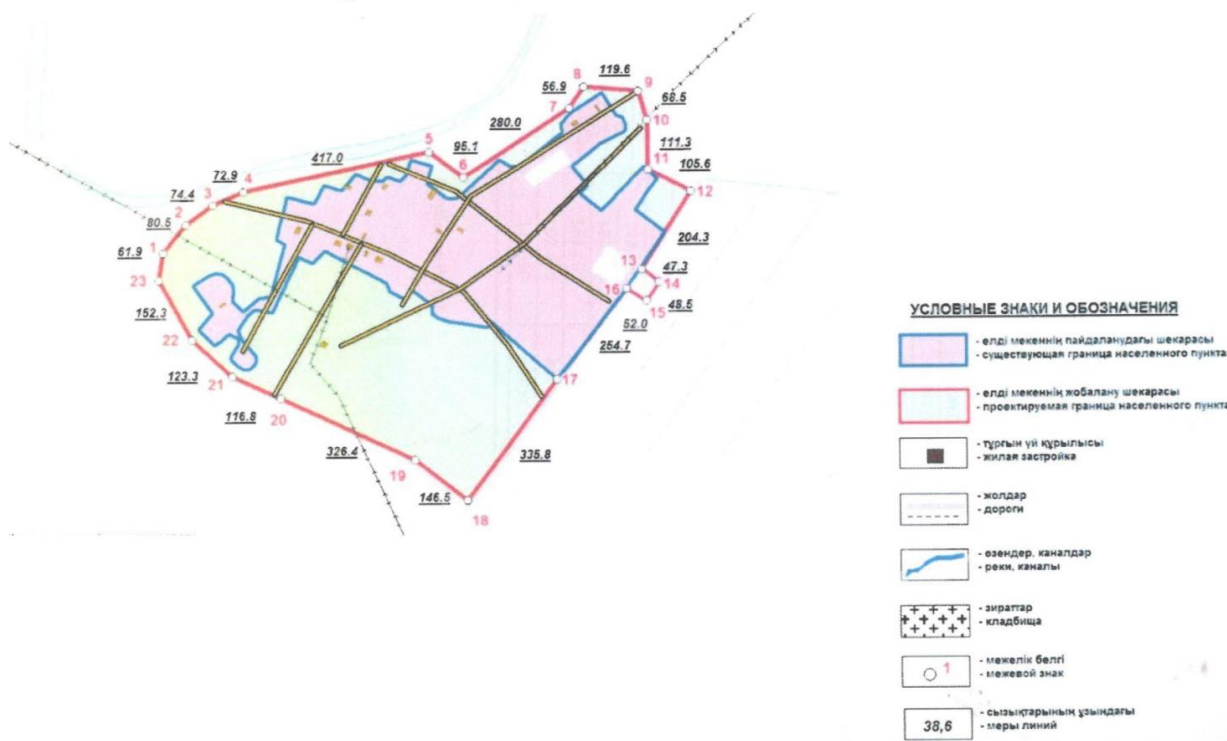 8
119.6
9
56.9
7
68.5
10
280.0
111.3
5
95.1
6
11
105.6
417.0
12
72.9
4
74.4
3
2
80.5
204.3
61.9
1
13
47.3
23
14
16
15
48.5
52.0
152.3
254.7
22
17
123.3
21
116.8
20
326.4
335.8
19
146.5
18
УСЛОВНЫЕ ЗНАКИ И ОБОЗНАЧЕНИЯ
- елді мекеннің пайдаланудағы шекарасы
- существующая граница населенного пункта
- елді мекеннің жобалану шекарасы
- проектируемая граница населенного пункта
- тұрғын үй құрылысы
- жилая застройка
- жолдар
- дороги
- өзендер, каналдар
- реки, каналы
- зираттар
- кладбища
1
- межелік белгі
- межевой знак
38,6
- сызықтарының ұзындағы
- меры линий